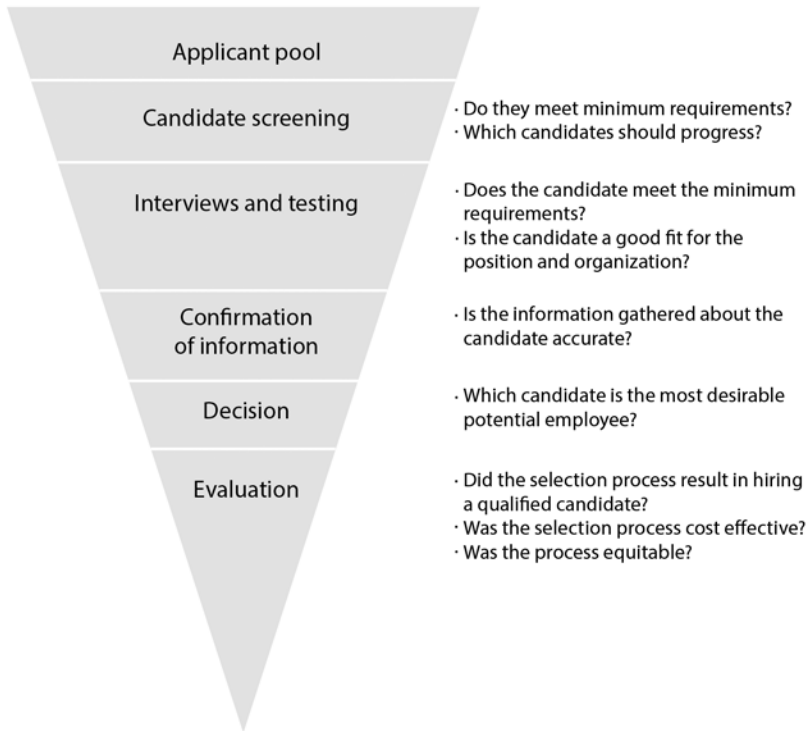 Applicant pool
Candidate screening
· Do they meet minimum requirements?
· Which candidates should progress?
Interviews and testing
· Does the candidate meet the minimum
requirements?
· Is the candidate a good fit for the
position and organization?
Confirmation
of information
· Is the information gathered about the
candidate accurate?
Decision
· Which candidate is the most desirable
potential employee?
Evaluation
· Did the selection process result in hiring
a qualified candidate?
· Was the selection process cost effective?
· Was the process equitable?